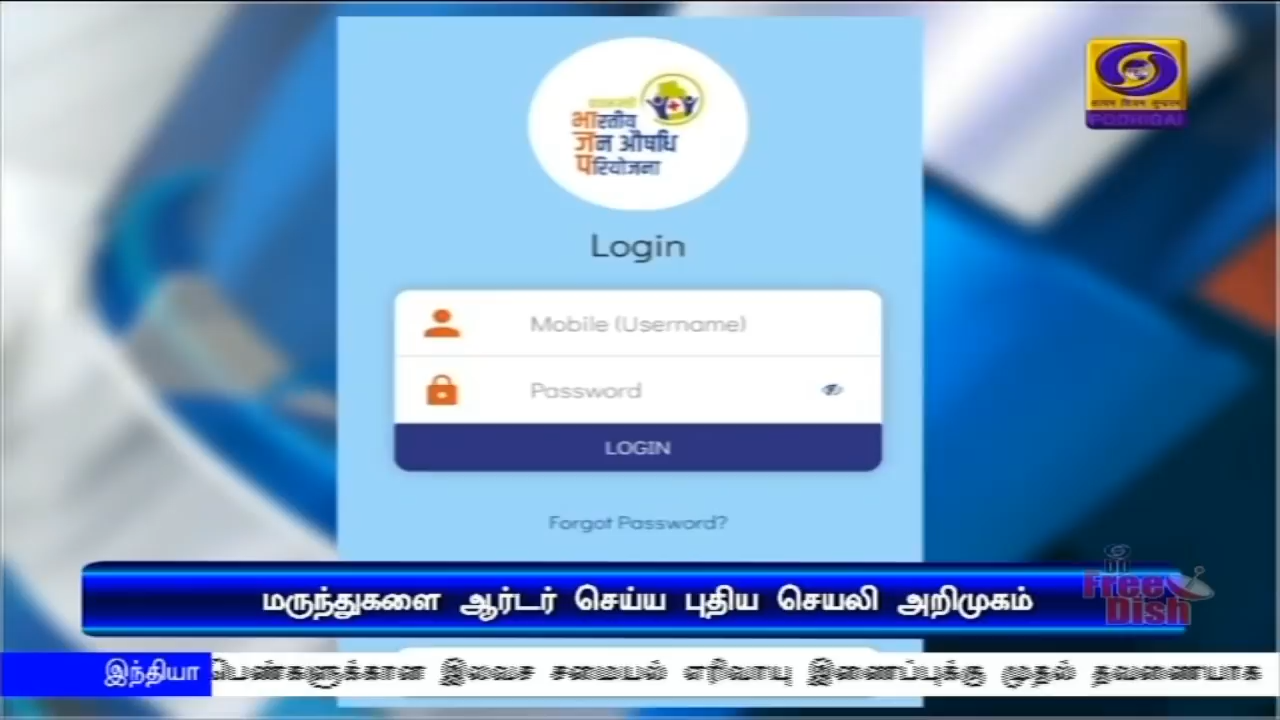 भारतीय
जन औषधि
परियोजना
PODHIGAI
Login
Mobile (Username)
Password
LOGIN
Forgot Password?
மருந்துகளை ஆர்டர் செய்ய புதிய செயலி அறிமுகம்
Free
Dish
இந்தியா பெண்களுக்கான இலவச சமையல் எரிவாயு இணைப்புக்கு முதல் தவணையாக